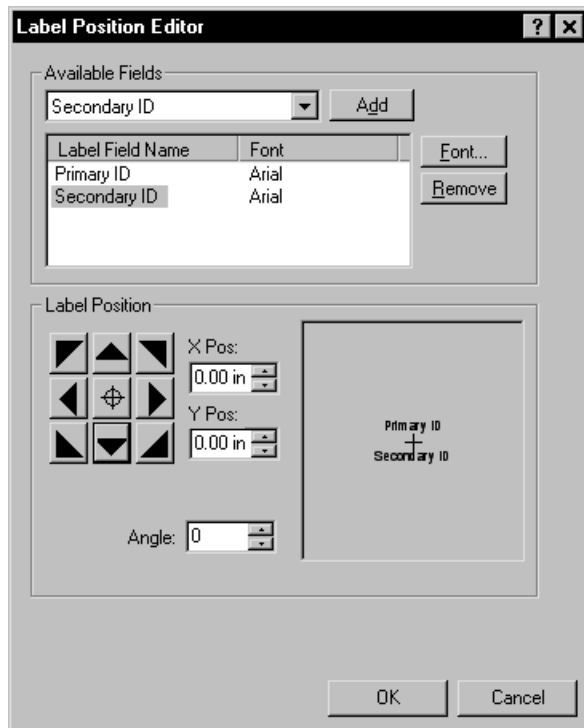 Label Position Editor
Available Fields
Secondary ID
Add
Label Field Name Font
Primary ID Arial
Secondary ID Arial
Font...
Remove
Label Position
X Pos:
0.00 in
Y Pos:
0.00 in
Angle: 0
Primary ID
Secondary ID
OK Cancel